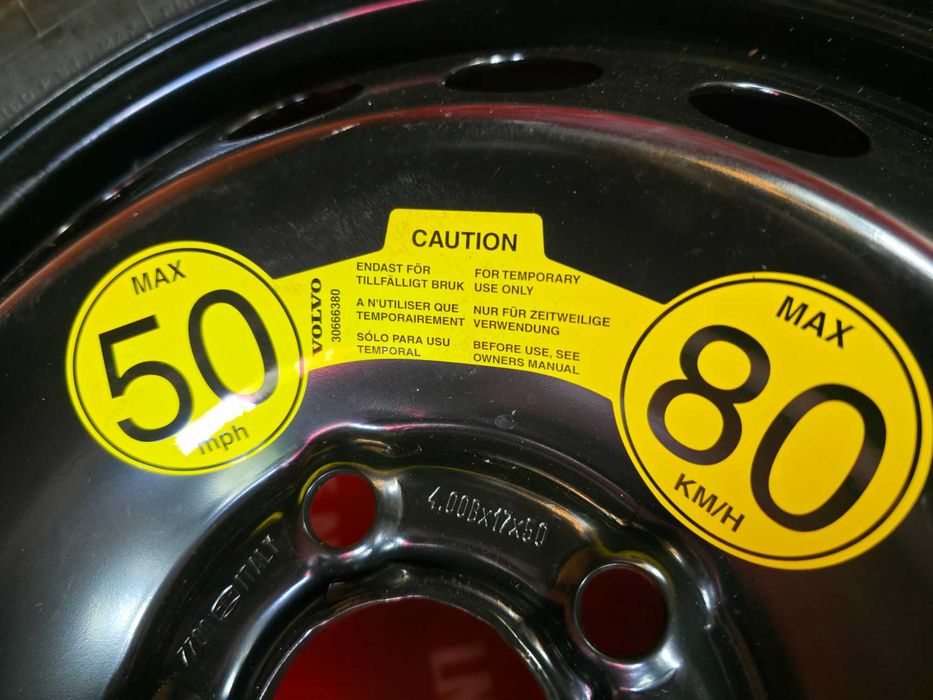 CAUTION
MAX
50
mph
VOLVO
30666380
ENDAST FÖR
TILLFÄLLIGT BRUK
A N'UTILISER QUE
TEMPORAIREMENT
SÓLO PARA USU
TEMPORAL
FOR TEMPORARY
USE ONLY
NUR FÜR ZEITWEILIGE
VERWENDUNG
BEFORE USE, SEE
OWNERS MANUAL
MAX
80
KM/H
4.00Bx17x50
ITALY